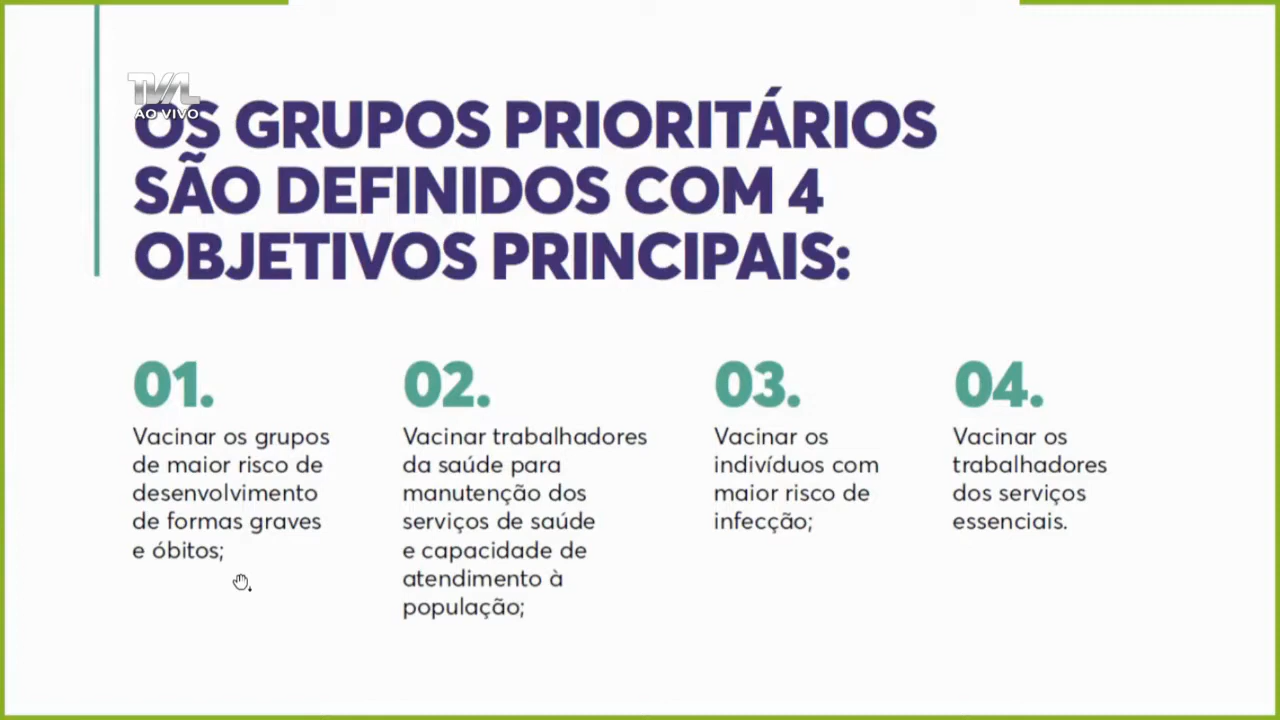 TVAL
AO VIVO
OS GRUPOS PRIORITÁRIOS
SÃO DEFINIDOS COM 4
OBJETIVOS PRINCIPAIS:
01.
Vacinar os grupos
de maior risco de
desenvolvimento
de formas graves
e óbitos;
02.
Vacinar trabalhadores
da saúde para
manutenção dos
serviços de saúde
e capacidade de
atendimento à
população;
03.
Vacinar os
indivíduos com
maior risco de
infecção;
04.
Vacinar os
trabalhadores
dos serviços
essenciais.